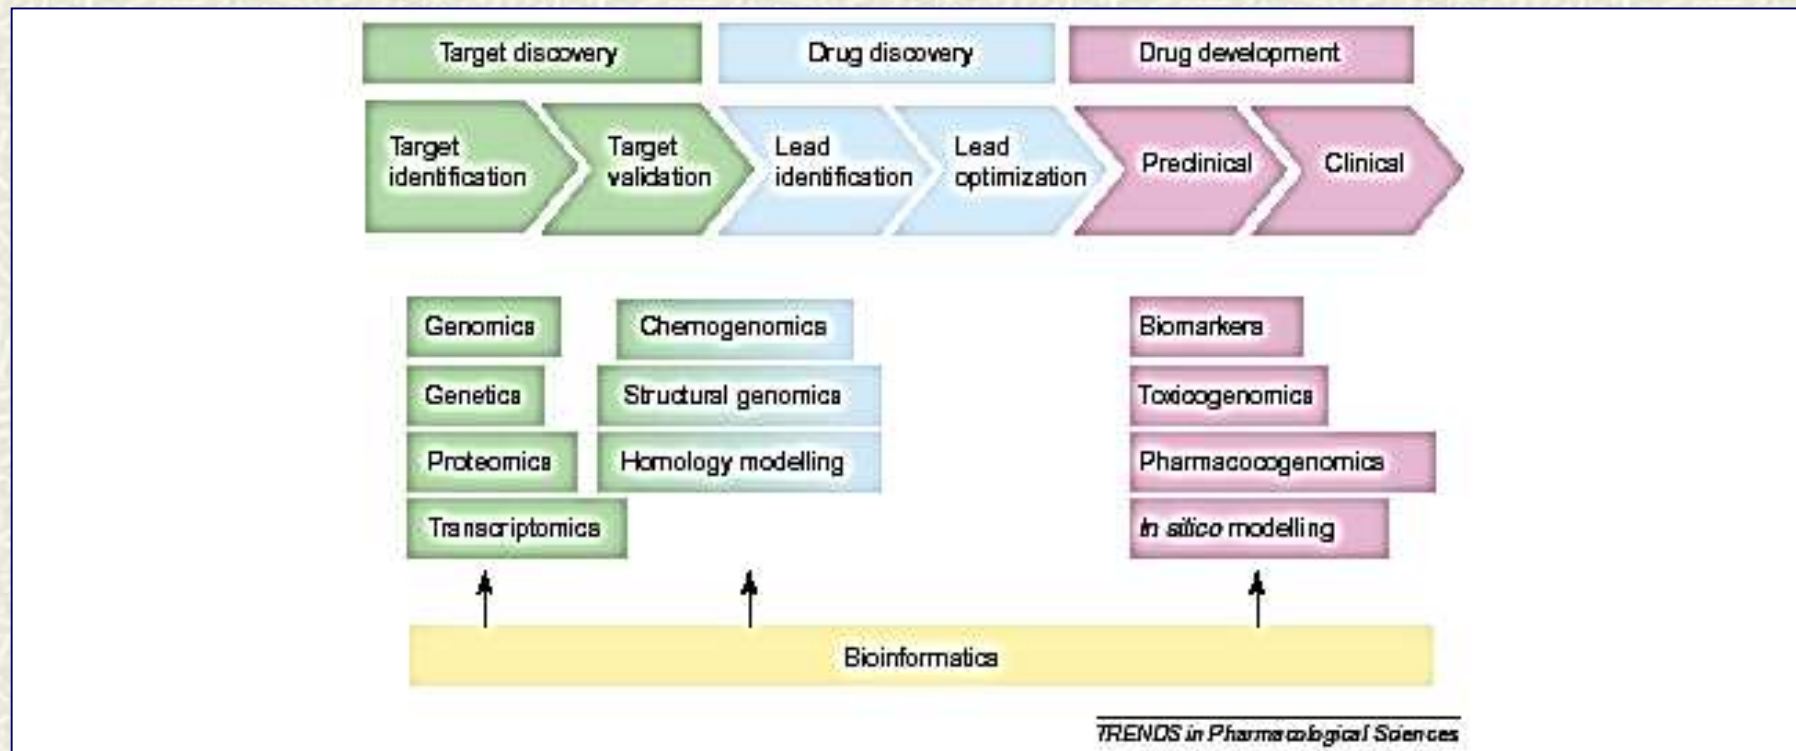 Target discovery
Drug discovery
Drug development
Target
identification
Target
validation
Lead
identification
Lead
optimization
Preclinical
Clinical
Genomics
Genetics
Proteomics
Transcriptomics
Chemogenomics
Structural genomics
Homology modelling
Biomarkers
Toxicogenomics
Pharmacocogenomics
In silico modelling
Bioinformatics
TRENDS in Pharmacological Sciences